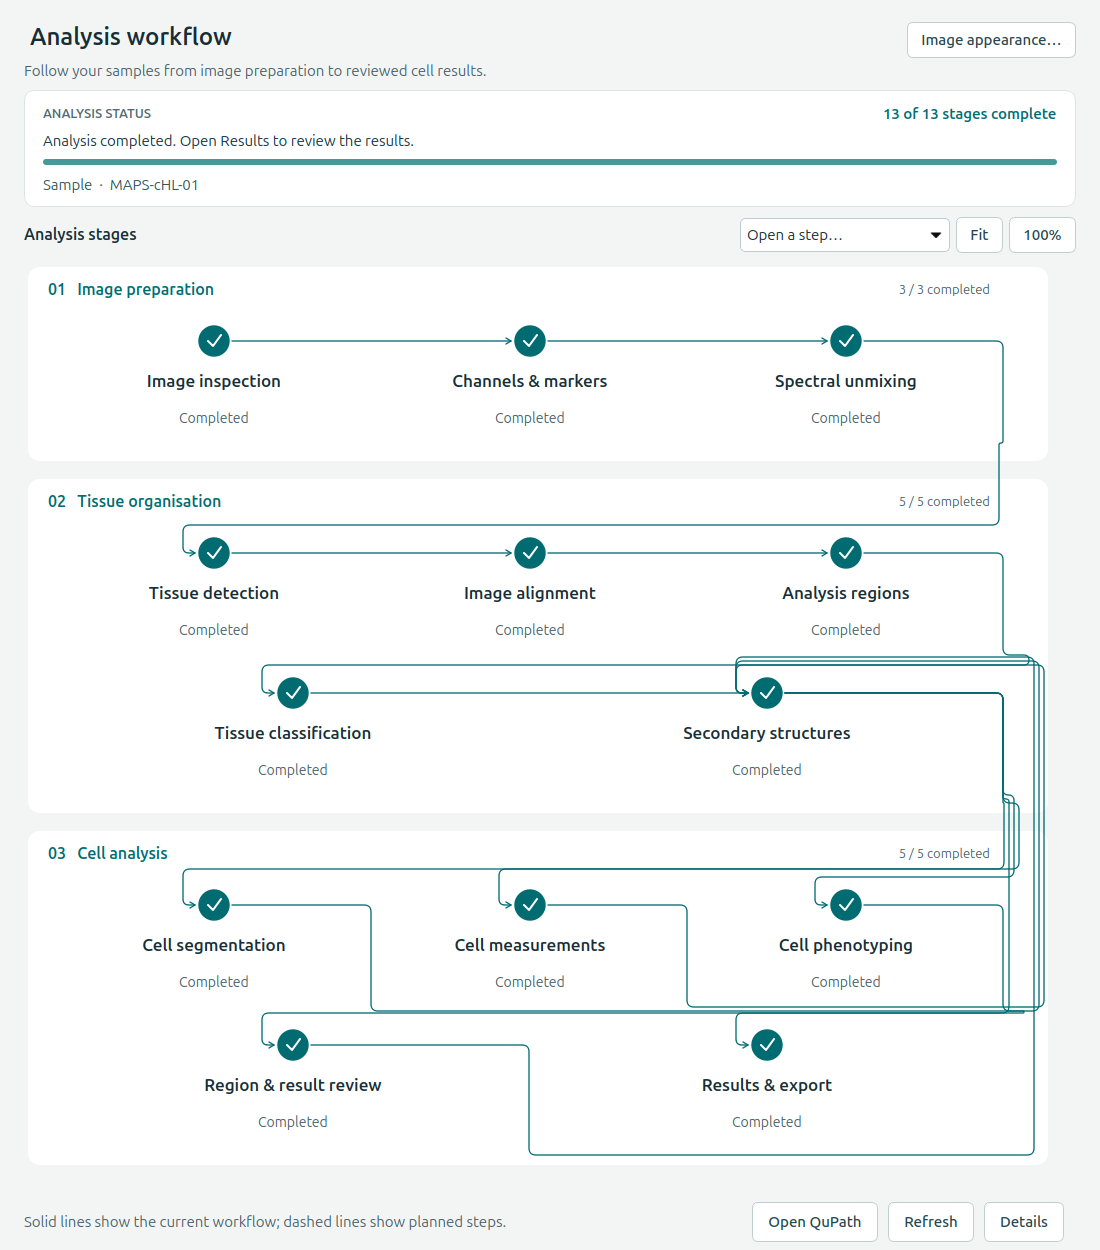 Analysis workflow
Image appearance...
Follow your samples from image preparation to reviewed cell results.
ANALYSIS STATUS
13 of 13 stages complete
Analysis completed. Open Results to review the results.
Sample · MAPS-cHL-01
Analysis stages
Open a step...
Fit
100%
01 Image preparation
3 / 3 completed
Image inspection
Channels & markers
Spectral unmixing
Completed
Completed
Completed
02 Tissue organisation
5 / 5 completed
Tissue detection
Image alignment
Analysis regions
Completed
Completed
Completed
Tissue classification
Secondary structures
Completed
Completed
03 Cell analysis
5 / 5 completed
Cell segmentation
Cell measurements
Cell phenotyping
Completed
Completed
Completed
Region & result review
Results & export
Completed
Completed
Solid lines show the current workflow; dashed lines show planned steps.
Open QuPath
Refresh
Details